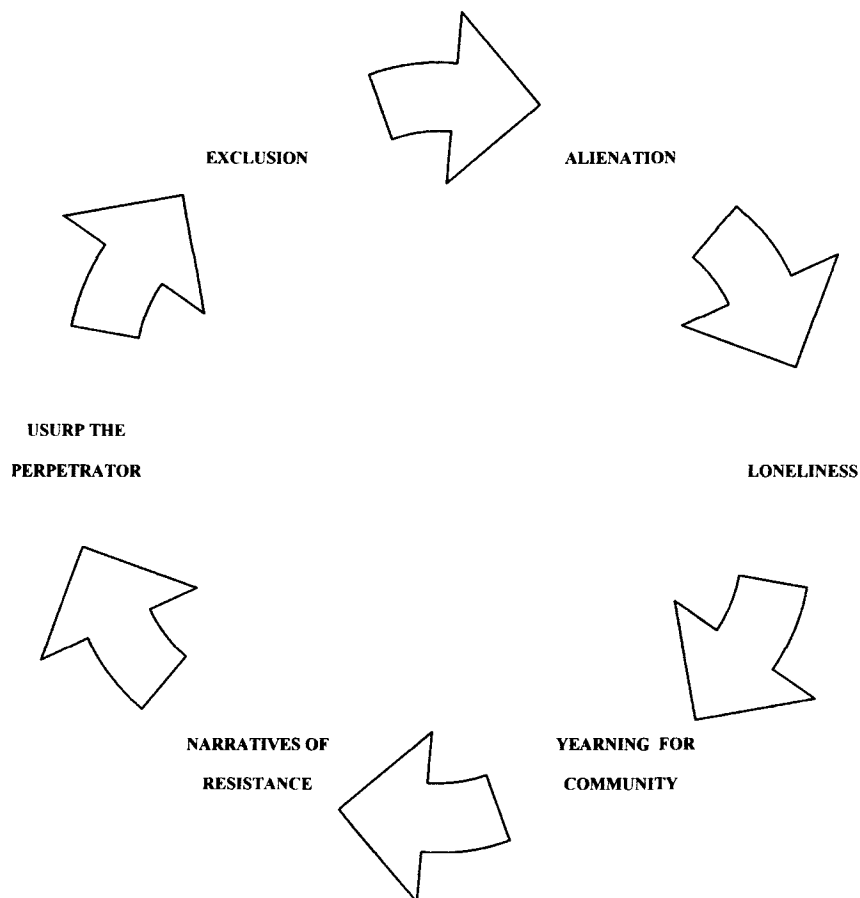 EXCLUSION
ALIENATION
USURP THE
PERPETRATOR
LONELINESS
NARRATIVES OF
RESISTANCE
YEARNING FOR
COMMUNITY